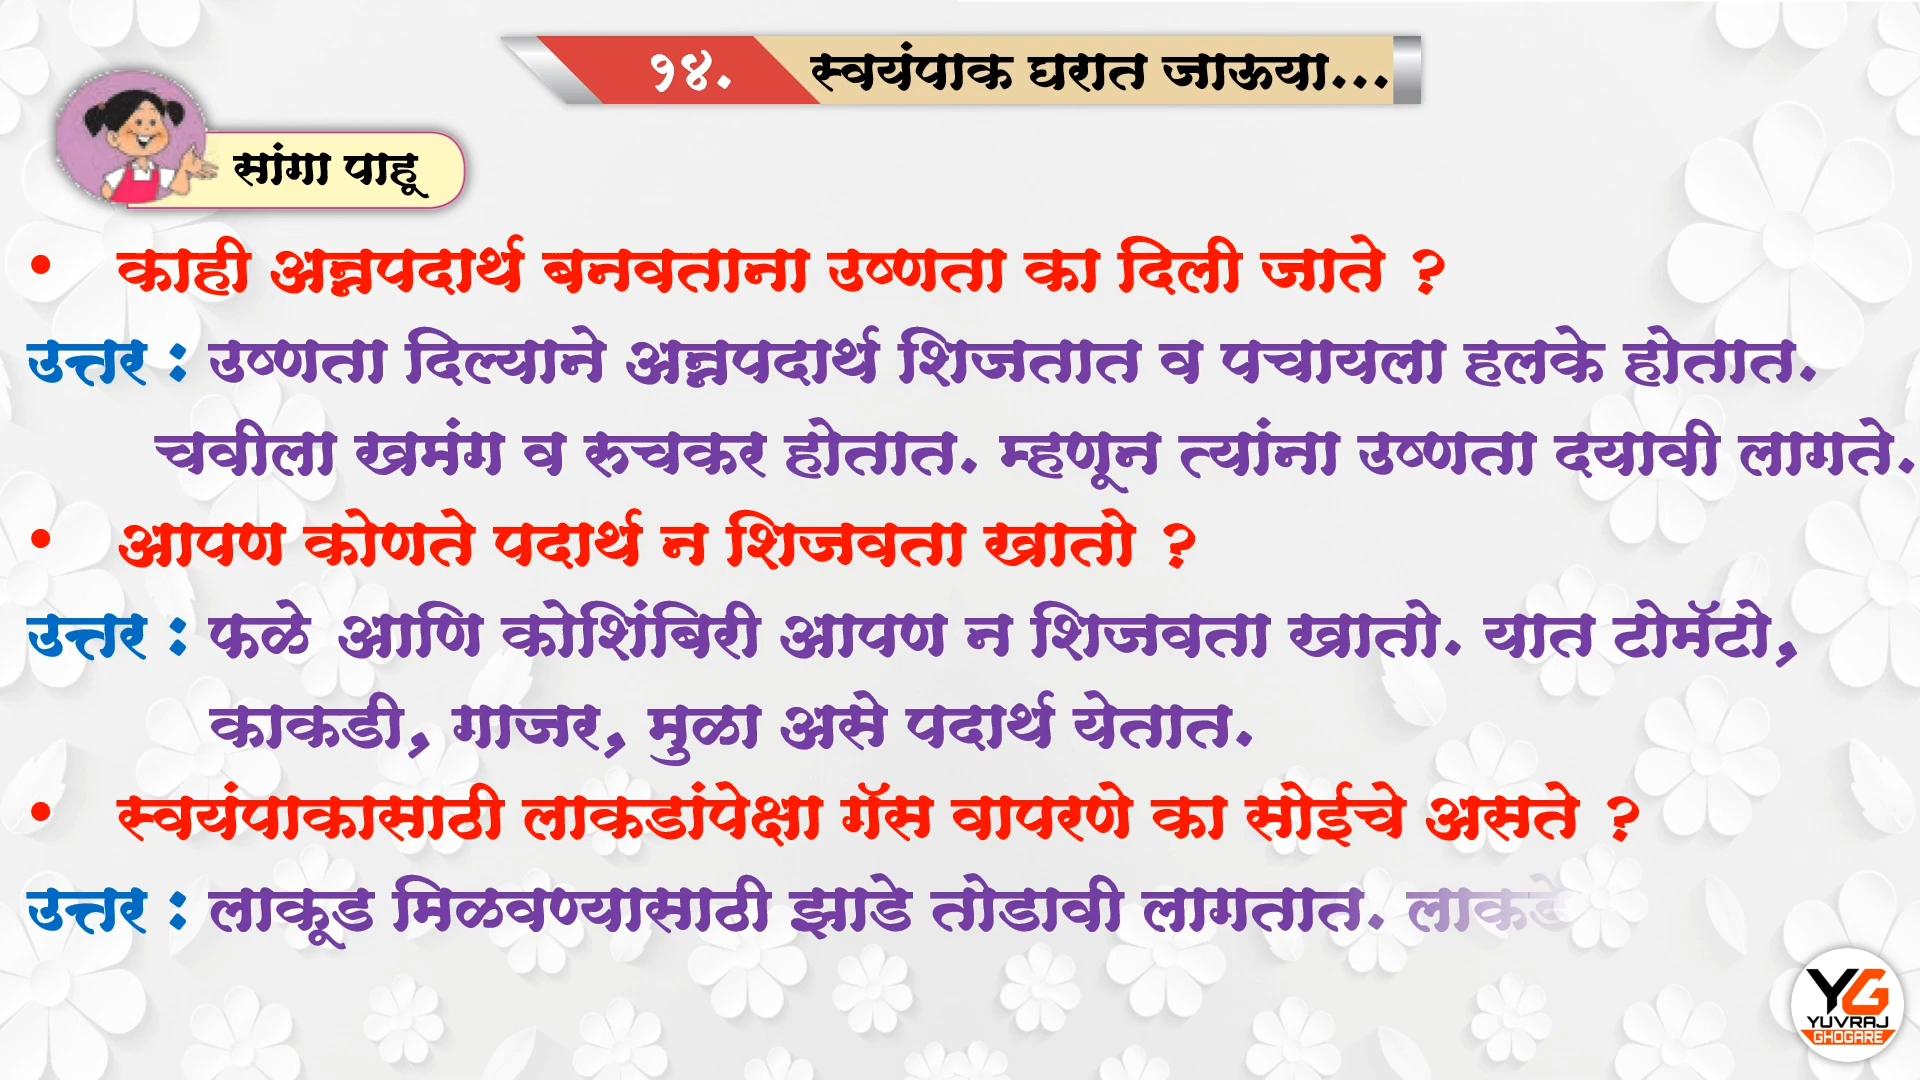 १४. स्वयंपाक घरात जाऊया...
सांगा पाहू
• काही अन्नपदार्थ बनवताना उष्णता का दिली जाते ?
उत्तर : उष्णता दिल्याने अन्नपदार्थ शिजतात व पचायला हलके होतात.
चवीला खमंग व रुचकर होतात. म्हणून त्यांना उष्णता दयावी लागते.
• आपण कोणते पदार्थ न शिजवता खातो ?
उत्तर : फळे आणि कोशिंबिरी आपण न शिजवता खातो. यात टोमॅटो,
काकडी, गाजर, मुळा असे पदार्थ येतात.
• स्वयंपाकासाठी लाकडांपेक्षा गॅस वापरणे का सोईचे असते ?
उत्तर : लाकूड मिळवण्यासाठी झाडे तोडावी लागतात. लाकडे
YG
YUVRAJ
GHOGARE